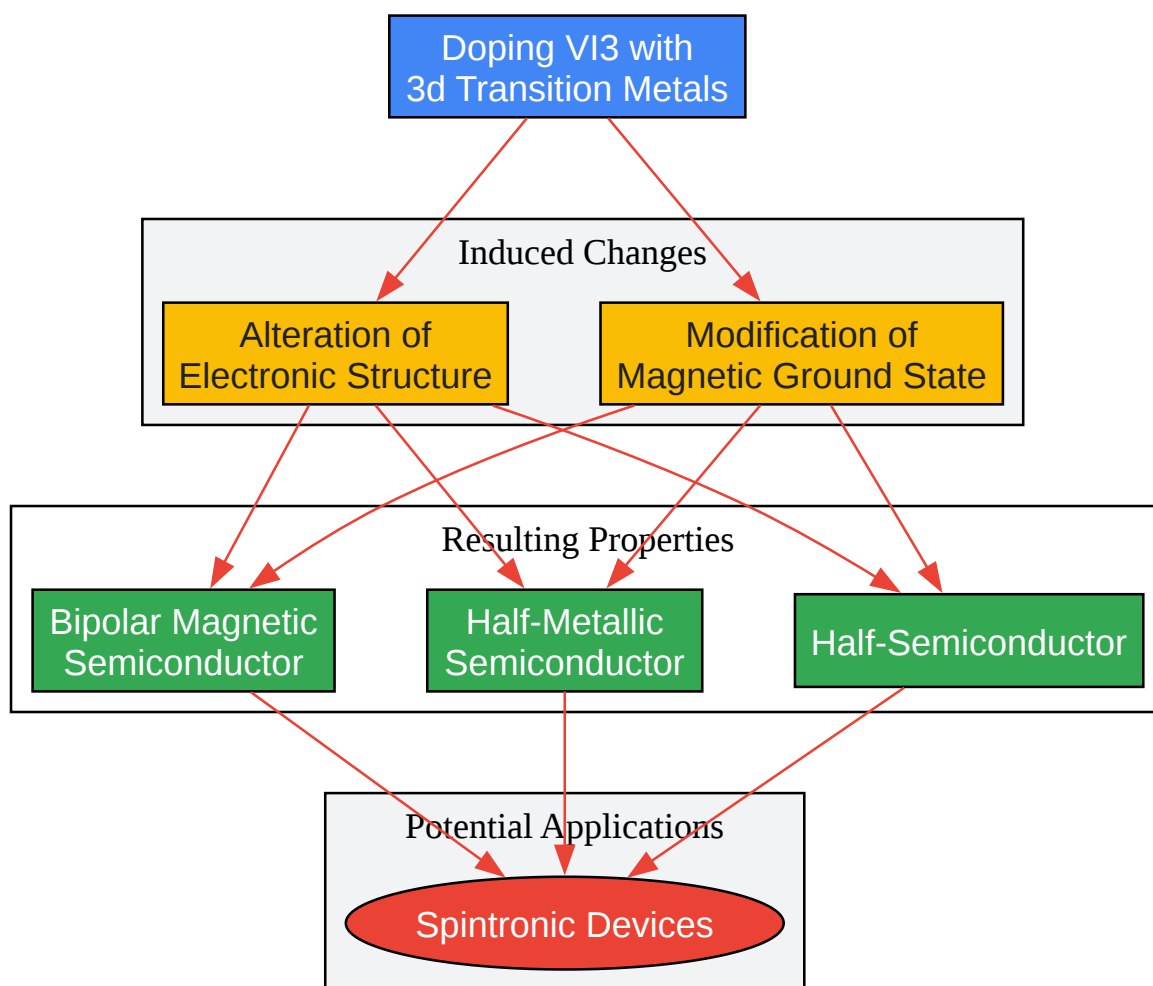 Doping VI3 with
3d Transition Metals
Induced Changes
Alteration of
Electronic Structure
Modification of
Magnetic Ground State
Resulting Properties
Bipolar Magnetic
Semiconductor
Half-Metallic
Semiconductor
Half-Semiconductor
Potential Applications
Spintronic Devices